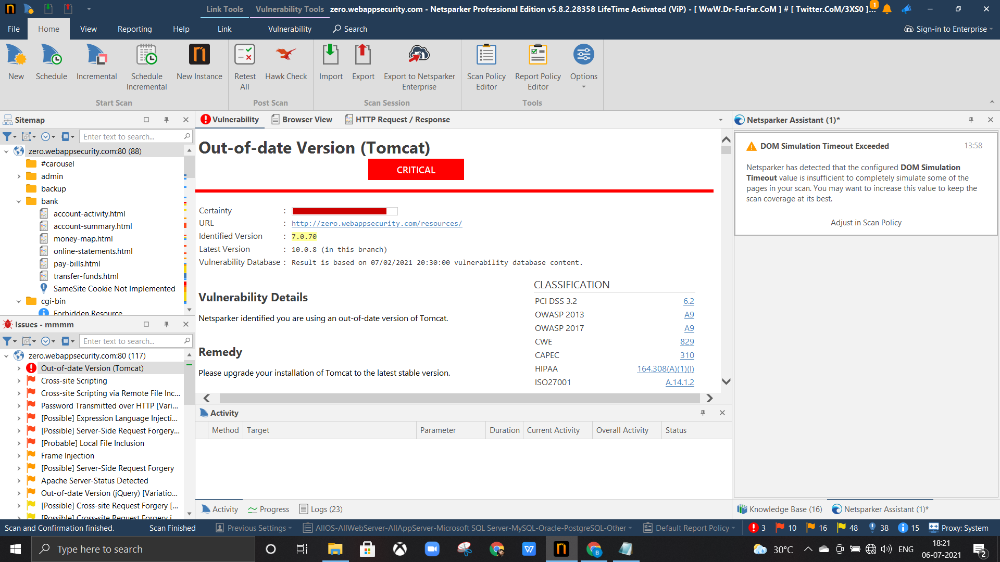 Link Tools
Vulnerability Tools
zero.webappsecurity.com - Netsparker Professional Edition v5.8.2.28358 LifeTime Activated (ViP) - [ WwW.Dr-FarFar.CoM ] # [ Twitter.CoM/3XS0 ]...
1
File
Home
View
Reporting
Help
Link
Vulnerability
Search
Sign-in to Enterprise
New
Schedule
Incremental
Schedule Incremental
New Instance
Retest All
Hawk Check
Import
Export
Export to Netsparker Enterprise
Scan Policy Editor
Report Policy Editor
Options
Start Scan
Post Scan
Scan Session
Tools
Sitemap
Enter text to search...
zero.webappsecurity.com:80 (88)
#carousel
admin
backup
bank
account-activity.html
account-summary.html
money-map.html
online-statements.html
pay-bills.html
transfer-funds.html
SameSite Cookie Not Implemented
cgi-bin
Forbidden Resource
Issues - mmmm
Enter text to search...
zero.webappsecurity.com:80 (117)
Out-of-date Version (Tomcat)
Cross-site Scripting
Cross-site Scripting via Remote File Inc...
Password Transmitted over HTTP [Vari...
[Possible] Expression Language Injecti...
[Possible] Server-Side Request Forgery...
[Probable] Local File Inclusion
Frame Injection
[Possible] Server-Side Request Forgery
Apache Server-Status Detected
Out-of-date Version (jQuery) [Variatio...
[Possible] Cross-site Request Forgery [...
[Possible] Cross-site Request Forgery i...
Vulnerability
Browser View
HTTP Request / Response
Out-of-date Version (Tomcat)
CRITICAL
Certainty :
URL : http://zero.webappsecurity.com/resources/
Identified Version : 7.0.70
Latest Version : 10.0.8 (in this branch)
Vulnerability Database : Result is based on 07/02/2021 20:30:00 vulnerability database content.
Vulnerability Details
Netsparker identified you are using an out-of-date version of Tomcat.
Remedy
Please upgrade your installation of Tomcat to the latest stable version.
CLASSIFICATION
PCI DSS 3.2 6.2
OWASP 2013 A9
OWASP 2017 A9
CWE 829
CAPEC 310
HIPAA 164.308(A)(1)(I)
ISO27001 A.14.1.2
Activity
Method
Target
Parameter
Duration
Current Activity
Overall Activity
Status
Activity
Progress
Logs (23)
Netsparker Assistant (1)*
DOM Simulation Timeout Exceeded
13:58
Netsparker has detected that the configured DOM Simulation
Timeout value is insufficient to completely simulate some of the
pages in your scan. You may want to increase this value to keep the
scan coverage at its best.
Adjust in Scan Policy
Knowledge Base (16)
Netsparker Assistant (1)*
Scan and Confirmation finished.
Scan Finished
Previous Settings
AllOS-AllWebServer-AllAppServer-Microsoft SQL Server-MySQL-Oracle-PostgreSQL-Other
Default Report Policy
3
10
16
48
38
15
Proxy: System
Type here to search
30°C
ENG
18:21
06-07-2021
2